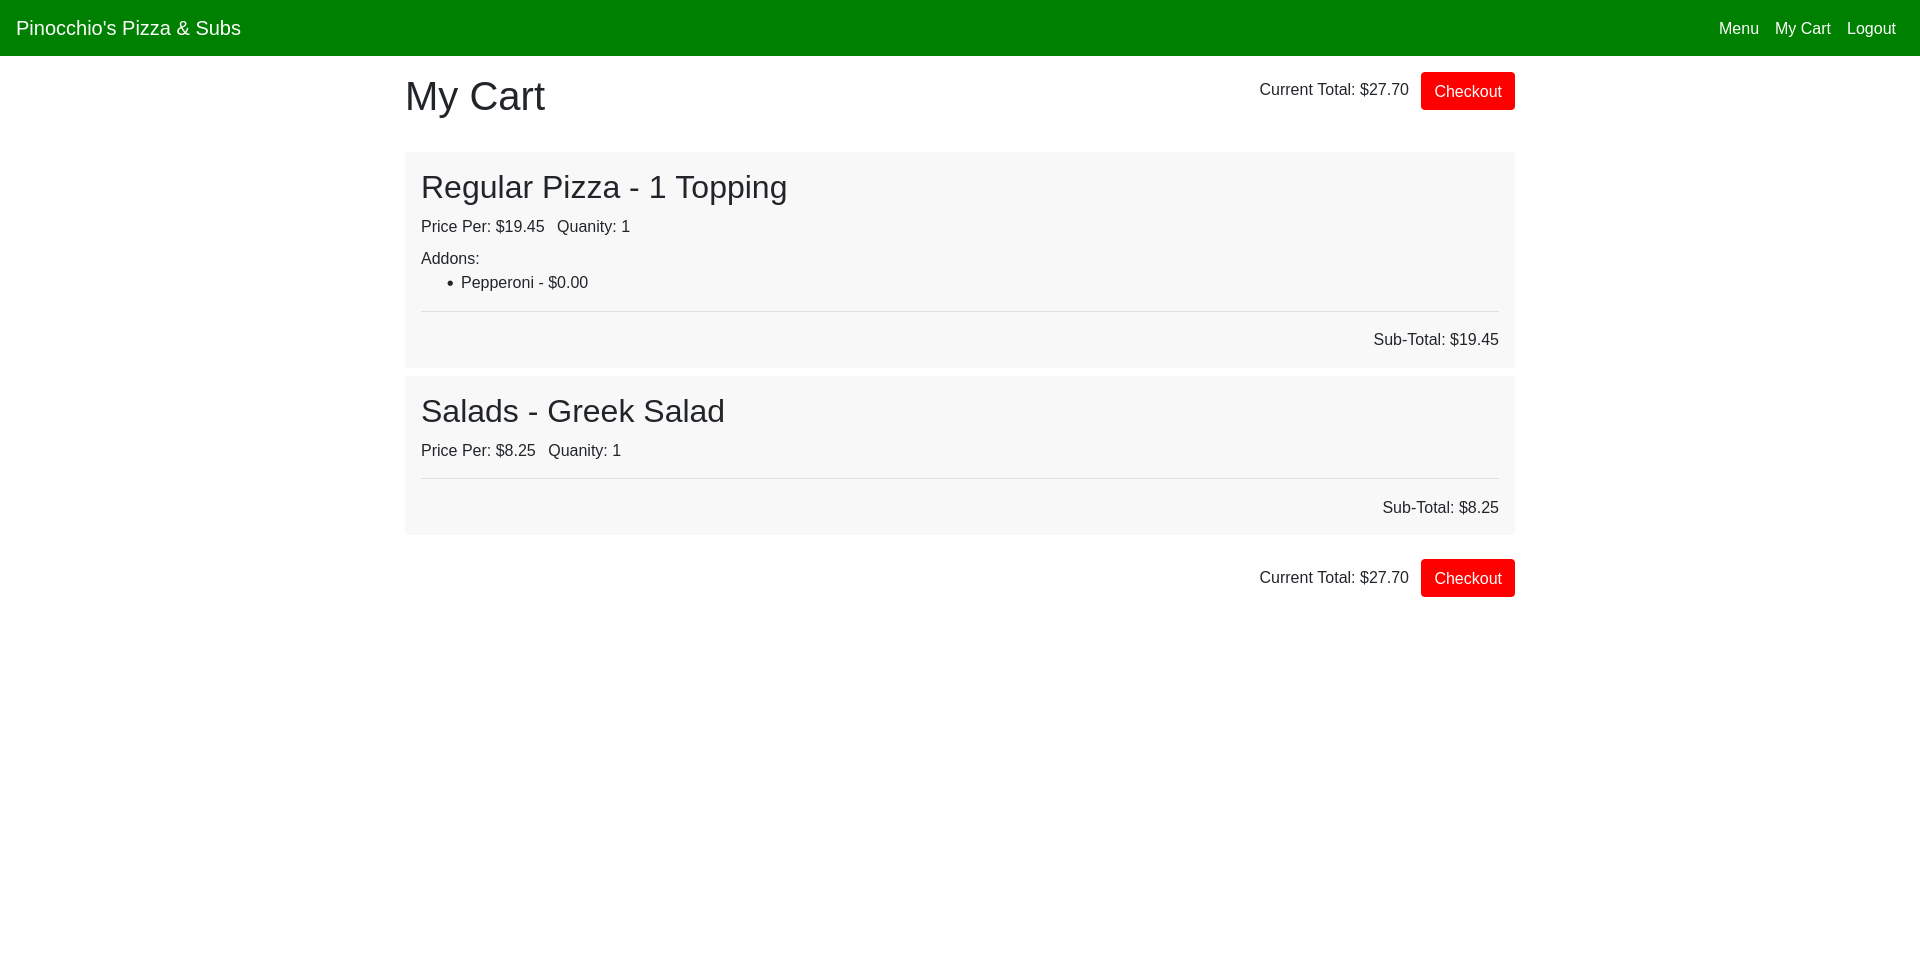 Pinocchio's Pizza & Subs Menu My Cart Logout
My Cart
Current Total: $27.70 Checkout
Regular Pizza - 1 Topping
Price Per: $19.45 Quanity: 1
Addons:
• Pepperoni - $0.00
Sub-Total: $19.45
Salads - Greek Salad
Price Per: $8.25 Quanity: 1
Sub-Total: $8.25
Current Total: $27.70 Checkout